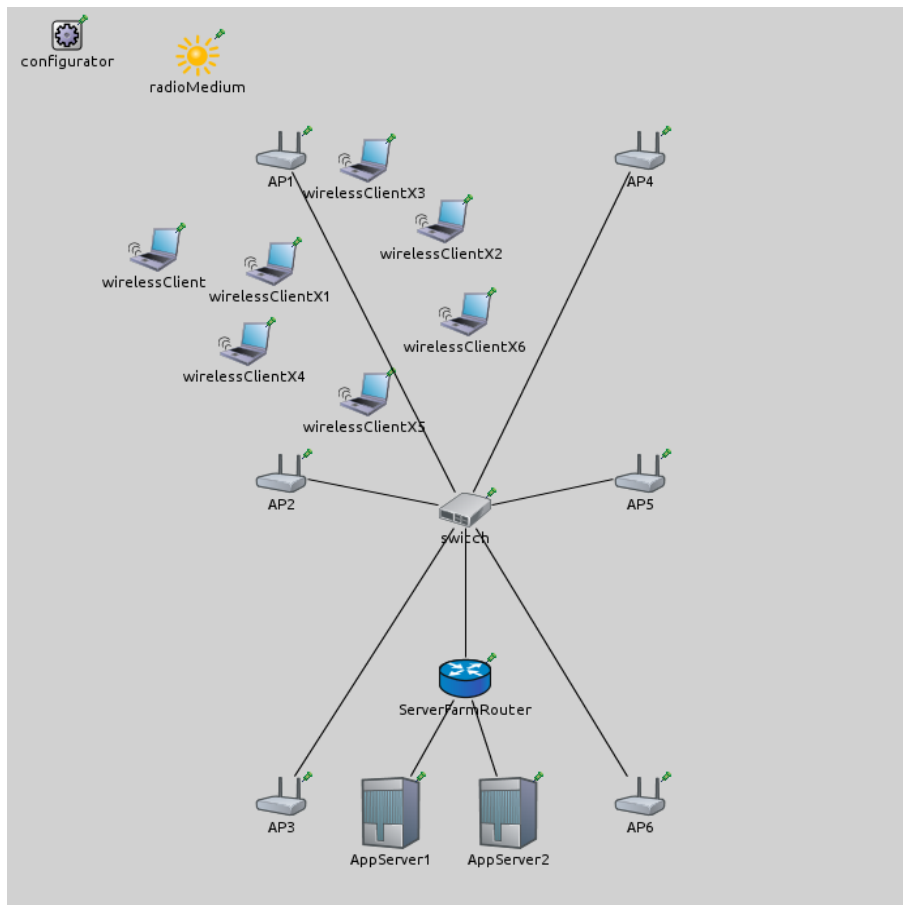 configurator
radioMedium
AP1
wirelessClientX3
AP4
wirelessClientX2
wirelessClient
wirelessClientX1
wirelessClientX6
wirelessClientX4
wirelessClientX5
AP2
AP5
switch
ServerFarmRouter
AP3
AP6
AppServer1
AppServer2